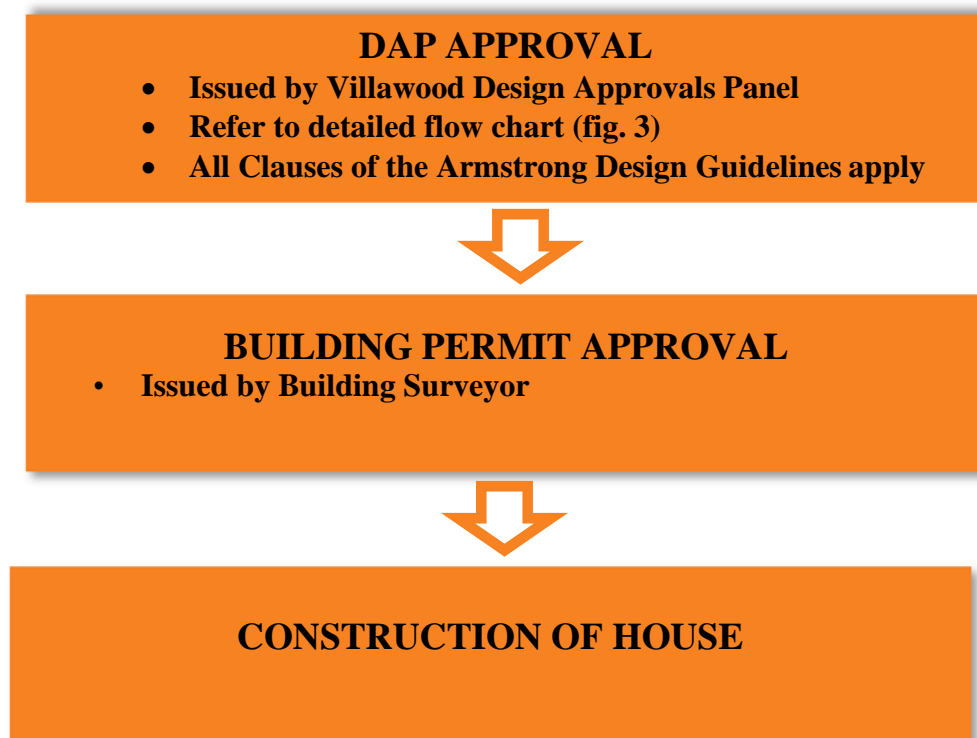 DAP APPROVAL
• Issued by Villawood Design Approvals Panel
• Refer to detailed flow chart (fig. 3)
• All Clauses of the Armstrong Design Guidelines apply
BUILDING PERMIT APPROVAL
• Issued by Building Surveyor
CONSTRUCTION OF HOUSE